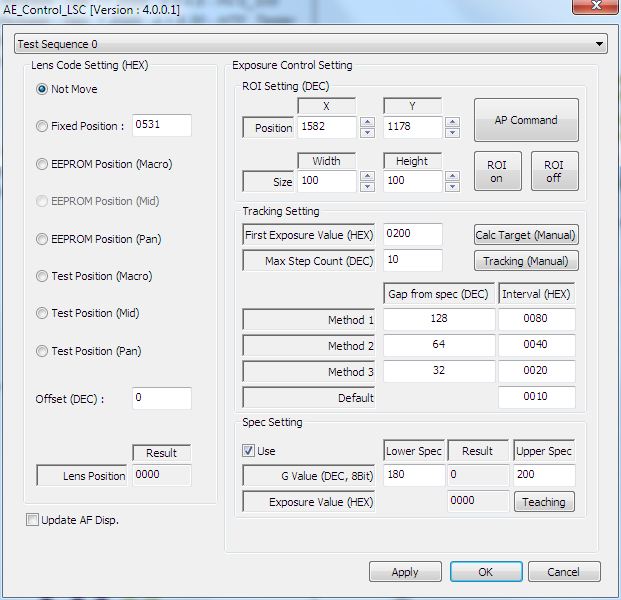 AE_Control_LSC [Version : 4.0.0.1]
Test Sequence 0
Lens Code Setting (HEX)
Not Move
Fixed Position : 0531
EEPROM Position (Macro)
EEPROM Position (Mid)
EEPROM Position (Pan)
Test Position (Macro)
Test Position (Mid)
Test Position (Pan)
Offset (DEC) : 0
Result
Lens Position 0000
Update AF Disp.
Exposure Control Setting
ROI Setting (DEC)
X Y
Position 1582 1178
AP Command
Width Height
Size 100 100
ROI on
ROI off
Tracking Setting
First Exposure Value (HEX) 0200 Calc Target (Manual)
Max Step Count (DEC) 10 Tracking (Manual)
Gap from spec (DEC) Interval (HEX)
Method 1 128 0080
Method 2 64 0040
Method 3 32 0020
Default 0010
Spec Setting
Use Lower Spec Result Upper Spec
G Value (DEC, 8Bit) 180 0 200
Exposure Value (HEX) 0000 Teaching
Apply OK Cancel